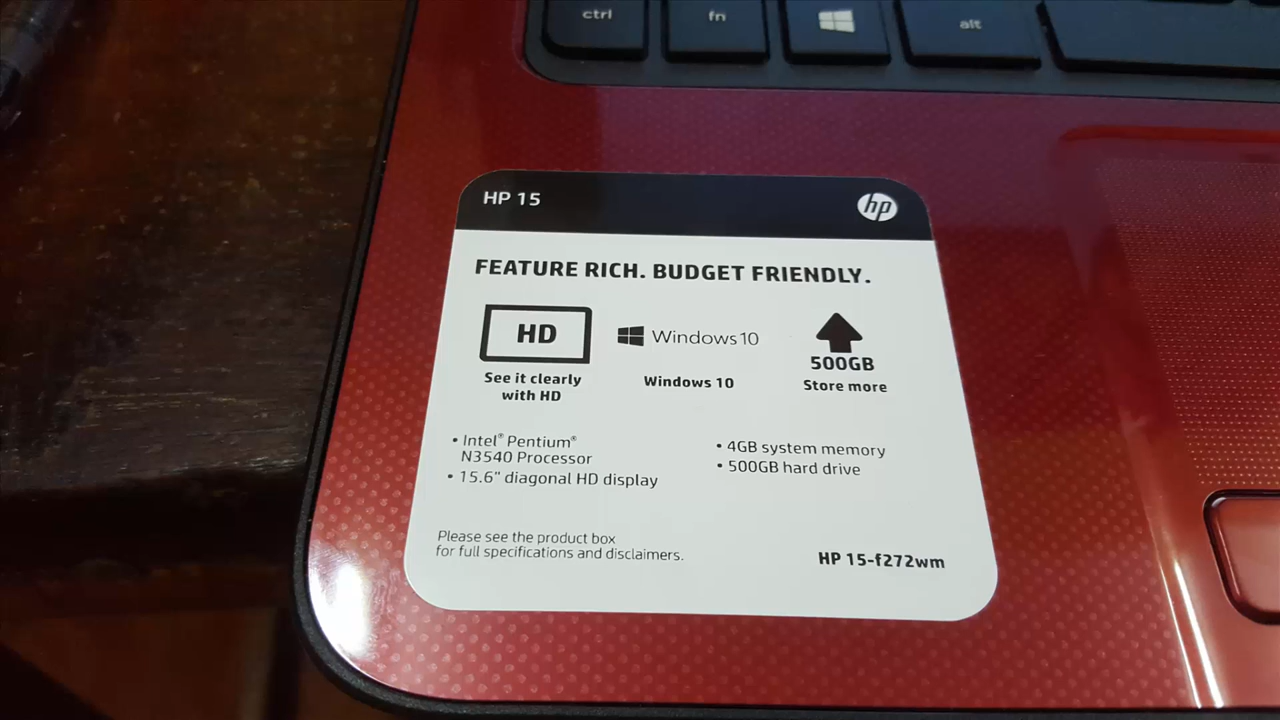 ctrl fn alt
HP 15 hp
FEATURE RICH. BUDGET FRIENDLY.
HD
Windows 10
500GB
See it clearly
with HD
Windows 10
Store more
• Intel® Pentium®
N3540 Processor
• 15.6" diagonal HD display
• 4GB system memory
• 500GB hard drive
Please see the product box
for full specifications and disclaimers.
HP 15-f272wm